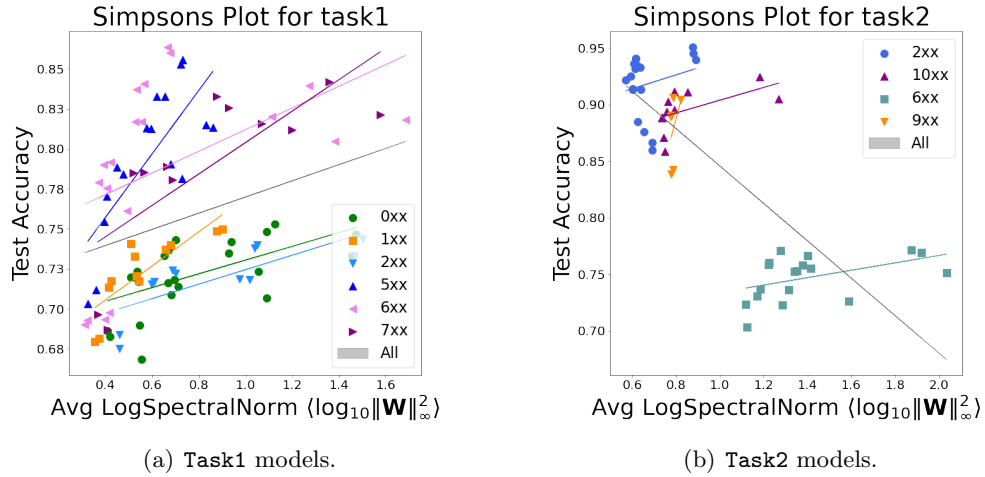 Simpsons Plot for task1
Test Accuracy
0.85
0.83
0.80
0.78
0.75
0.73
0.70
0.68
0xx
1xx
2xx
5xx
6xx
7xx
All
0.4 0.6 0.8 1.0 1.2 1.4 1.6
Avg LogSpectralNorm ⟨log₁₀‖𝐖‖²∞⟩
(a) Task1 models.
Simpsons Plot for task2
Test Accuracy
0.95
0.90
0.85
0.80
0.75
0.70
2xx
10xx
6xx
9xx
All
0.6 0.8 1.0 1.2 1.4 1.6 1.8 2.0
Avg LogSpectralNorm ⟨log₁₀‖𝐖‖²∞⟩
(b) Task2 models.